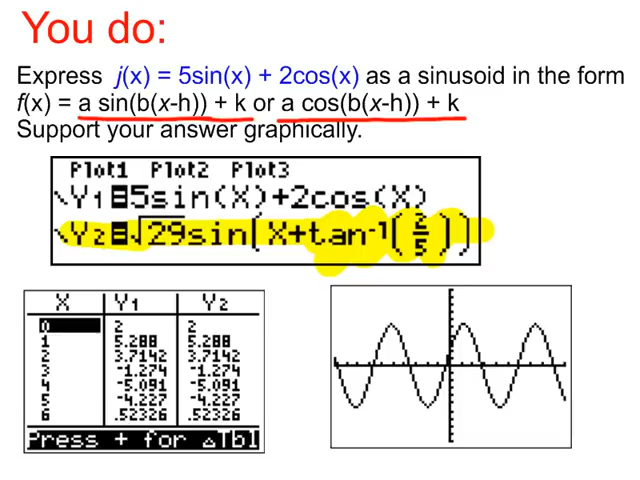 You do:
Express j(x) = 5sin(x) + 2cos(x) as a sinusoid in the form
f(x) = a sin(b(x-h)) + k or a cos(b(x-h)) + k
Support your answer graphically.
Plot1 Plot2 Plot3
\Y₁=5sin(X)+2cos(X)
\Y₂=√29sin(X+tan⁻¹(2/5))
X Y₁ Y₂
0 2 2
1 5.288 5.288
2 3.7142 3.7142
3 -1.274 -1.274
4 -5.091 -5.091
5 -4.227 -4.227
6 .52326 .52326
Press + for △Tbl